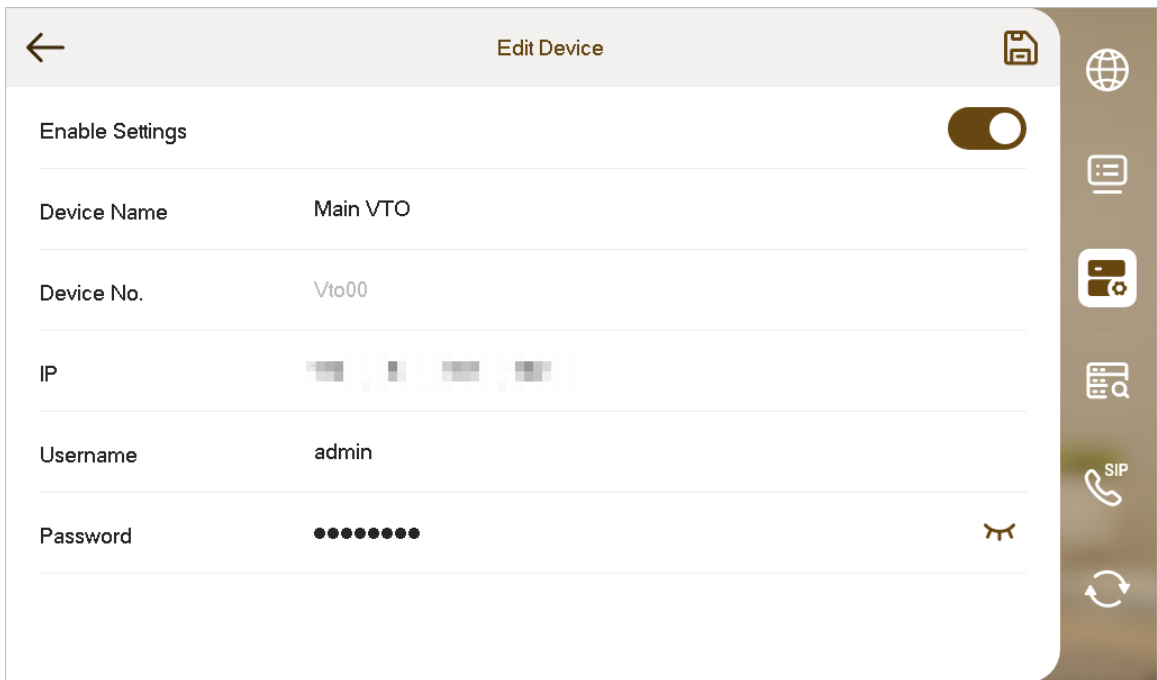 Edit Device
Enable Settings
Device Name Main VTO
Device No. Vto00
IP
Username admin
Password ●●●●●●●●
SIP